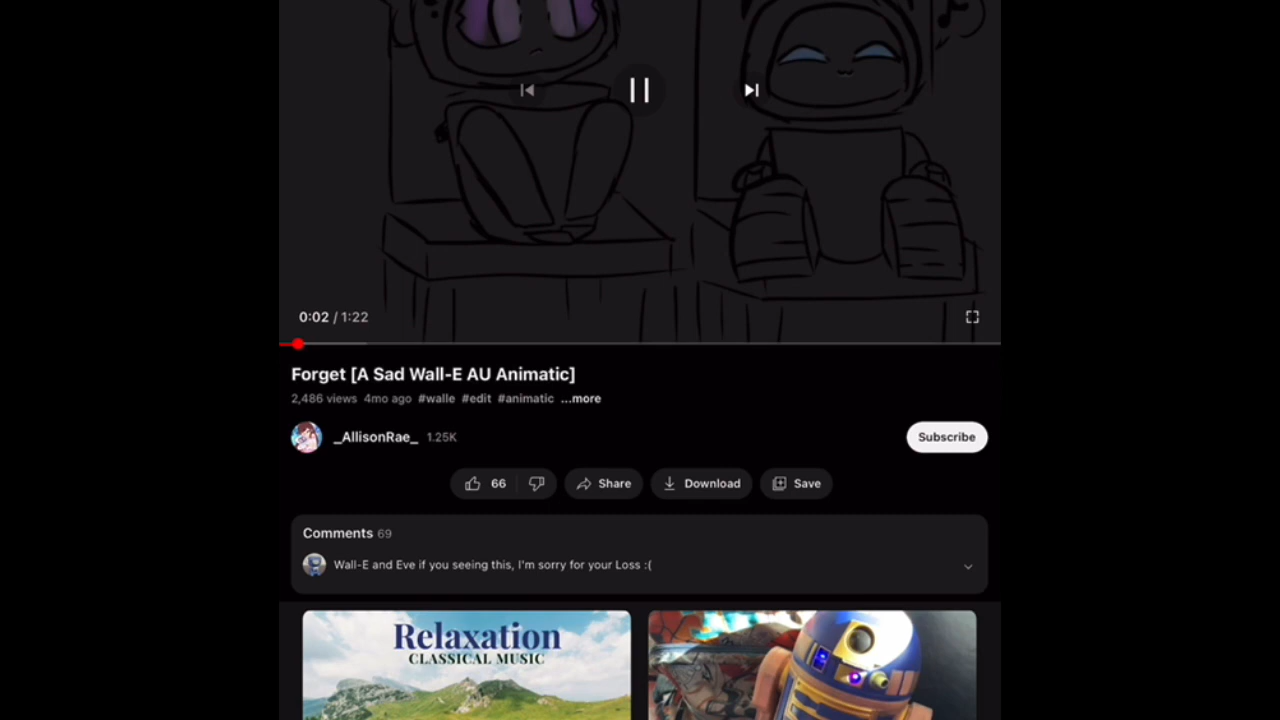 0:02 / 1:22
Forget [A Sad Wall-E AU Animatic]
2,486 views 4mo ago #walle #edit #animatic ...more
_AllisonRae_ 1.25K
Subscribe
66
Share
Download
Save
Comments 69
Wall-E and Eve if you seeing this, I'm sorry for your Loss :(
Relaxation
CLASSICAL MUSIC